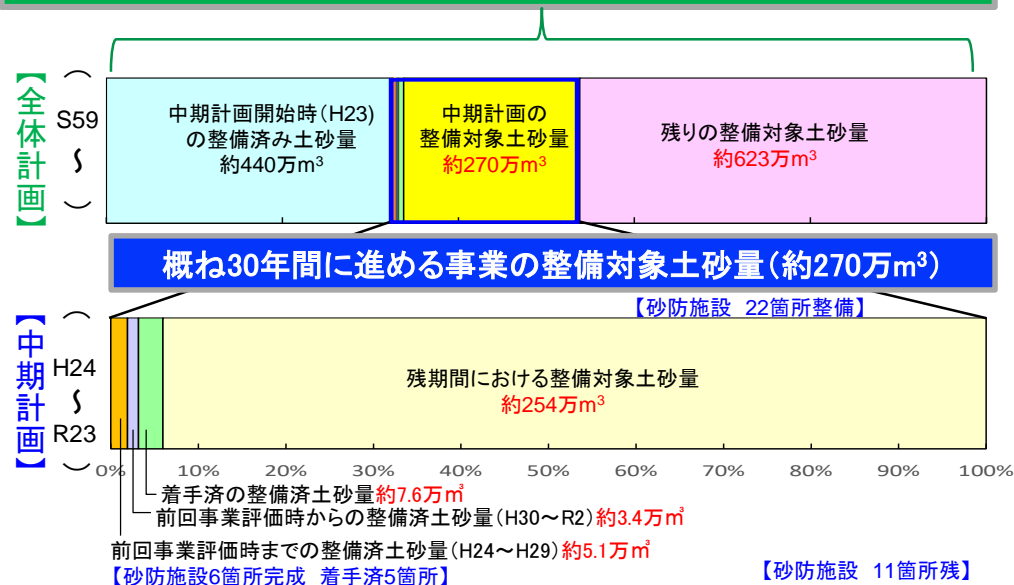 【全体計画】
（S59～）
中期計画開始時（H23）
の整備済み土砂量
約440万m³
中期計画の
整備対象土砂量
約270万m³
残りの整備対象土砂量
約623万m³
概ね30年間に進める事業の整備対象土砂量（約270万m³）
【砂防施設 22箇所整備】
【中期計画】
（H24～R23）
残期間における整備対象土砂量
約254万m³
0% 10% 20% 30% 40% 50% 60% 70% 80% 90% 100%
着手済の整備済土砂量約7.6万㎥
前回事業評価時からの整備済土砂量（H30～R2）約3.4万㎥
前回事業評価時までの整備済土砂量（H24～H29）約5.1万㎥
【砂防施設6箇所完成 着手済5箇所】
【砂防施設 11箇所残】